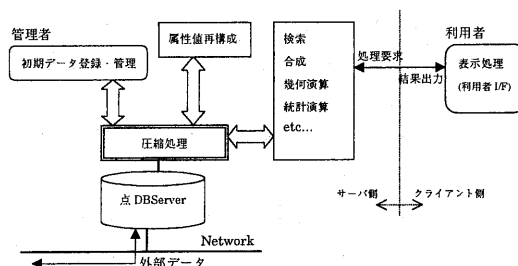 管理者
初期データ登録・管理
属性値再構成
検索
合成
幾何演算
統計演算
etc...
処理要求
結果出力
利用者
表示処理
(利用者 I/F)
圧縮処理
点 DBServer
サーバ側
クライアント側
Network
外部データ